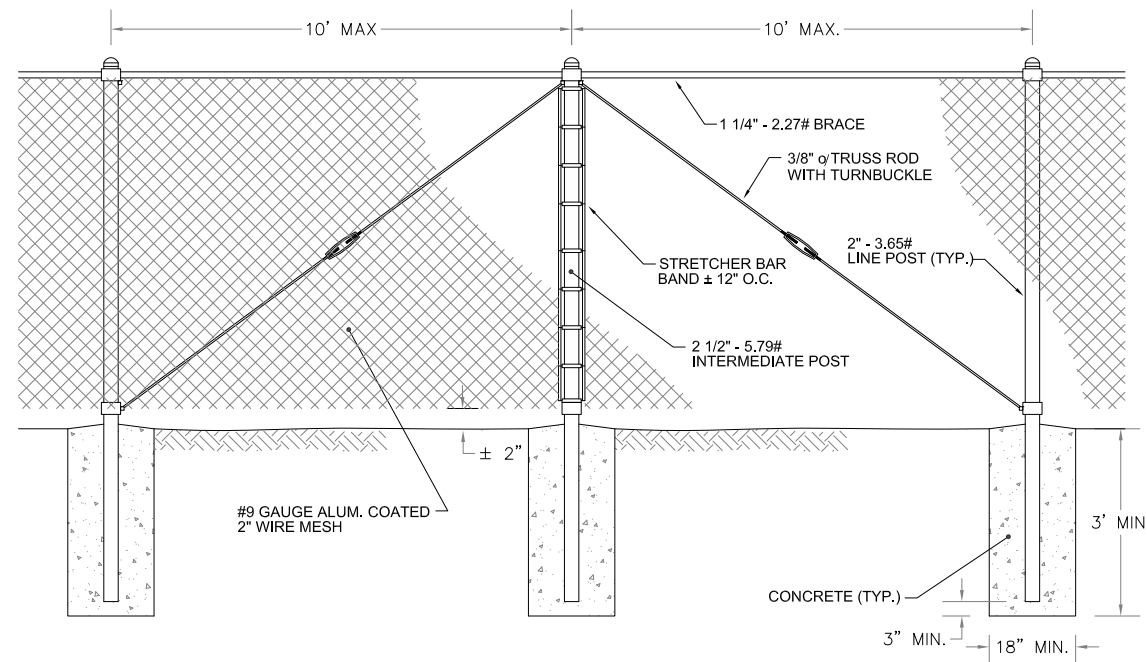 10' MAX
10' MAX.
1 1/4" - 2.27# BRACE
3/8" φ TRUSS ROD
WITH TURNBUCKLE
2" - 3.65#
LINE POST (TYP.)
STRETCHER BAR
BAND ± 12" O.C.
2 1/2" - 5.79#
INTERMEDIATE POST
± 2"
#9 GAUGE ALUM. COATED
2" WIRE MESH
3' MIN
CONCRETE (TYP.)
3" MIN.
18" MIN.